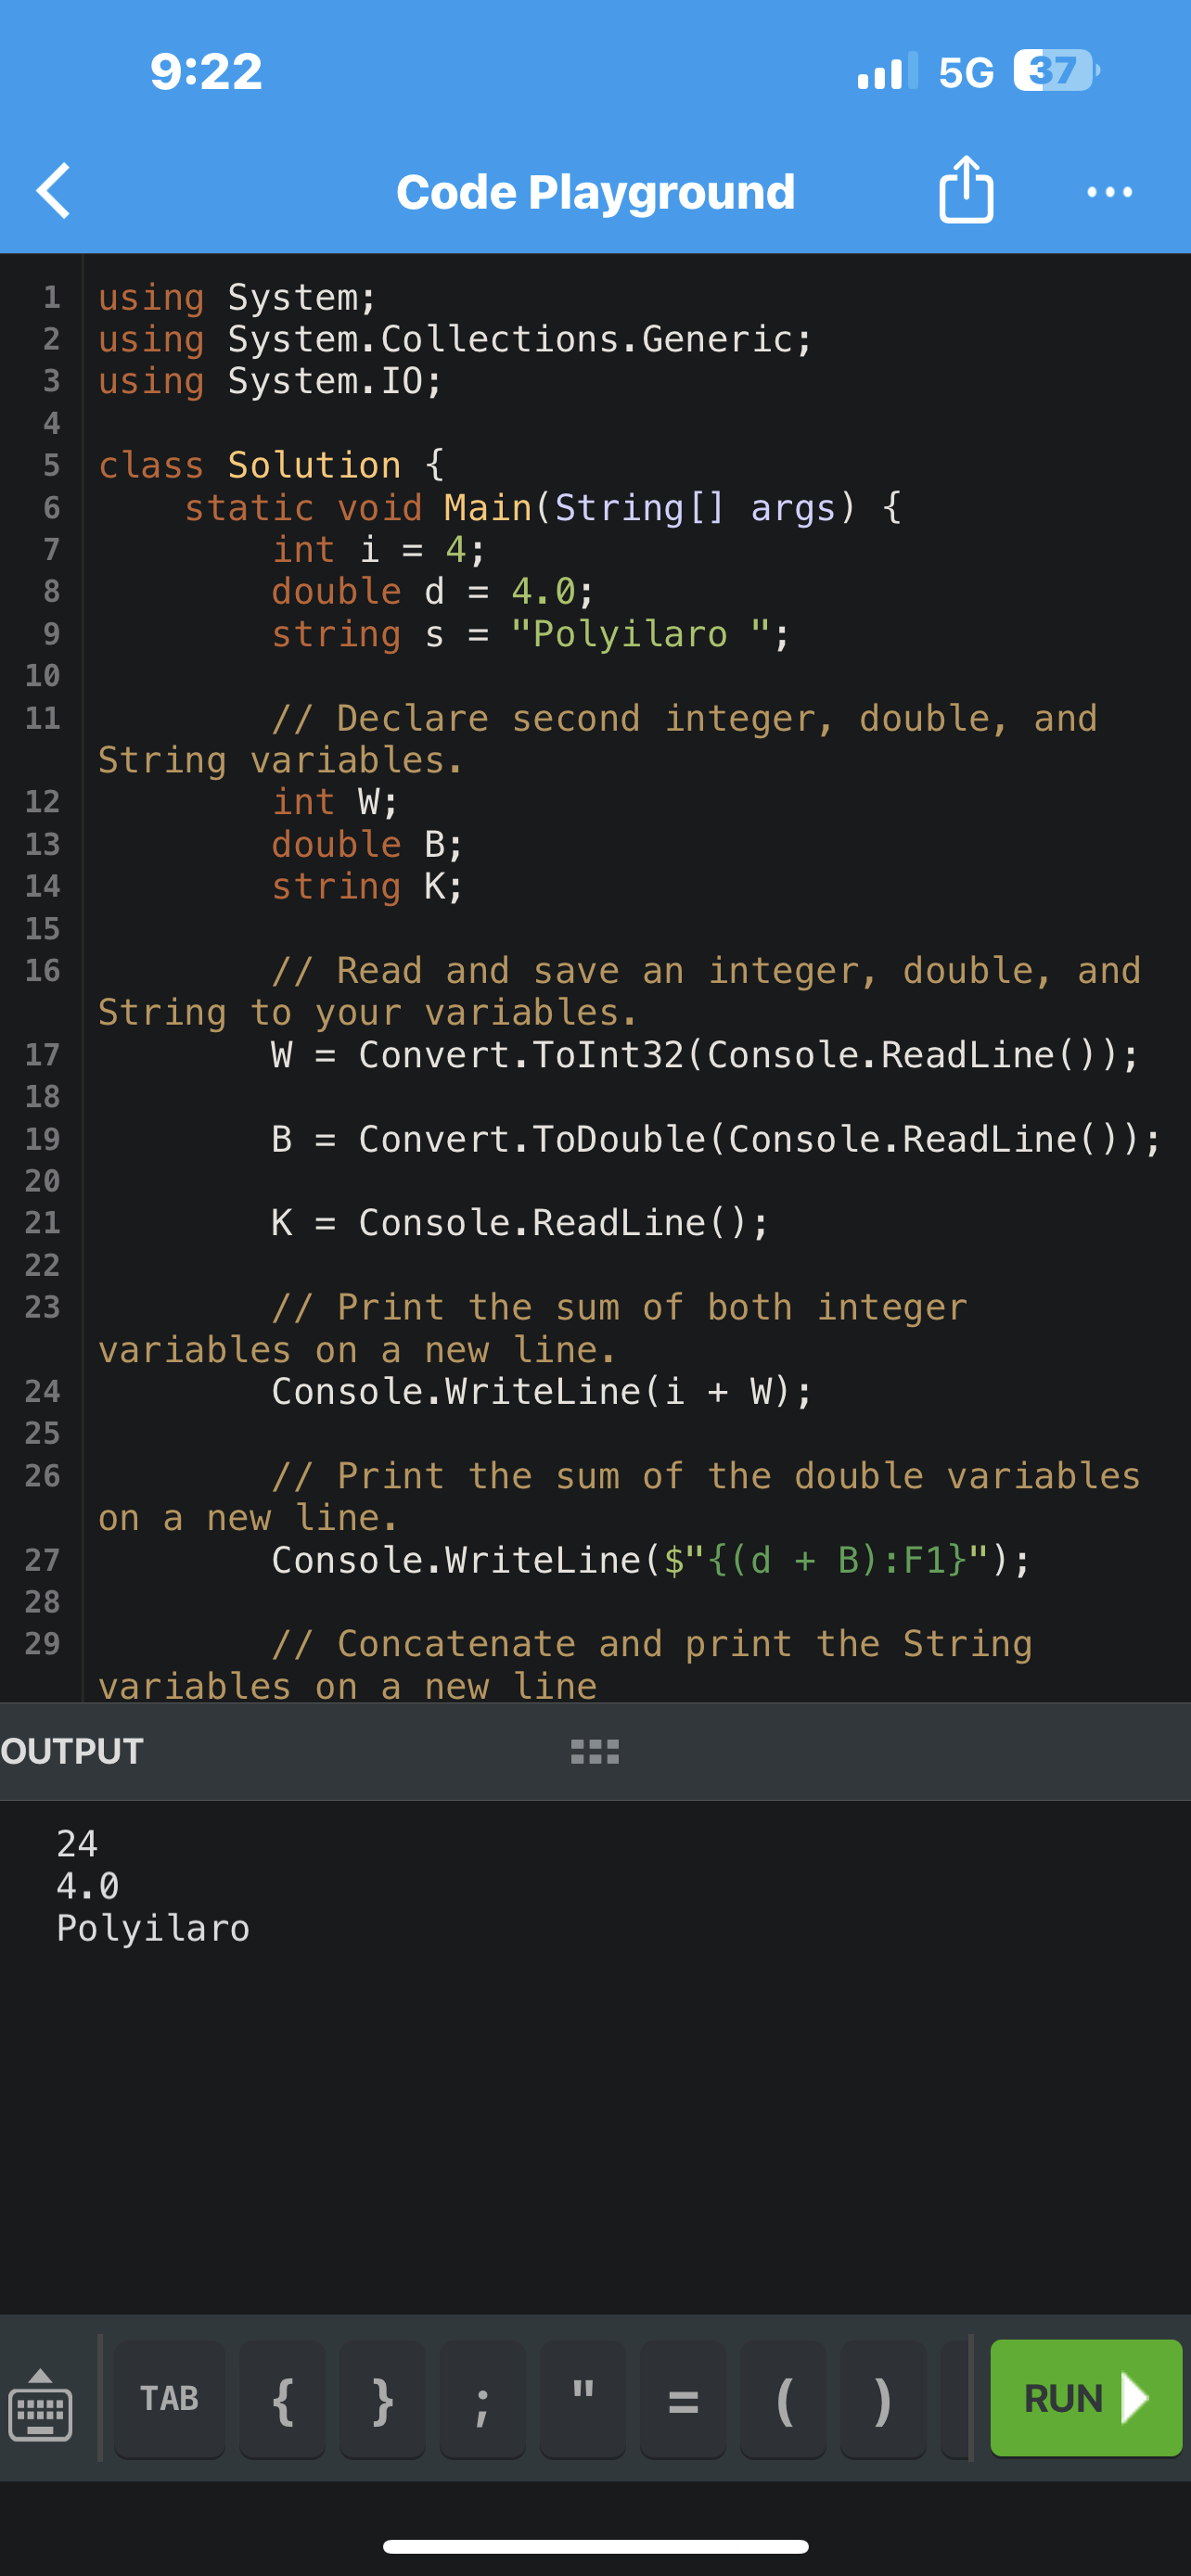 9:22
5G
37
Code Playground
1 using System;
2 using System.Collections.Generic;
3 using System.IO;
4
5 class Solution {
6 static void Main(String[] args) {
7 int i = 4;
8 double d = 4.0;
9 string s = "Polyilaro ";
10
11 // Declare second integer, double, and
String variables.
12 int W;
13 double B;
14 string K;
15
16 // Read and save an integer, double, and
String to your variables.
17 W = Convert.ToInt32(Console.ReadLine());
18
19 B = Convert.ToDouble(Console.ReadLine());
20
21 K = Console.ReadLine();
22
23 // Print the sum of both integer
variables on a new line.
24 Console.WriteLine(i + W);
25
26 // Print the sum of the double variables
on a new line.
27 Console.WriteLine($"{(d + B):F1}");
28
29 // Concatenate and print the String
variables on a new line
OUTPUT
24
4.0
Polyilaro
TAB { } ; " = ( ) RUN